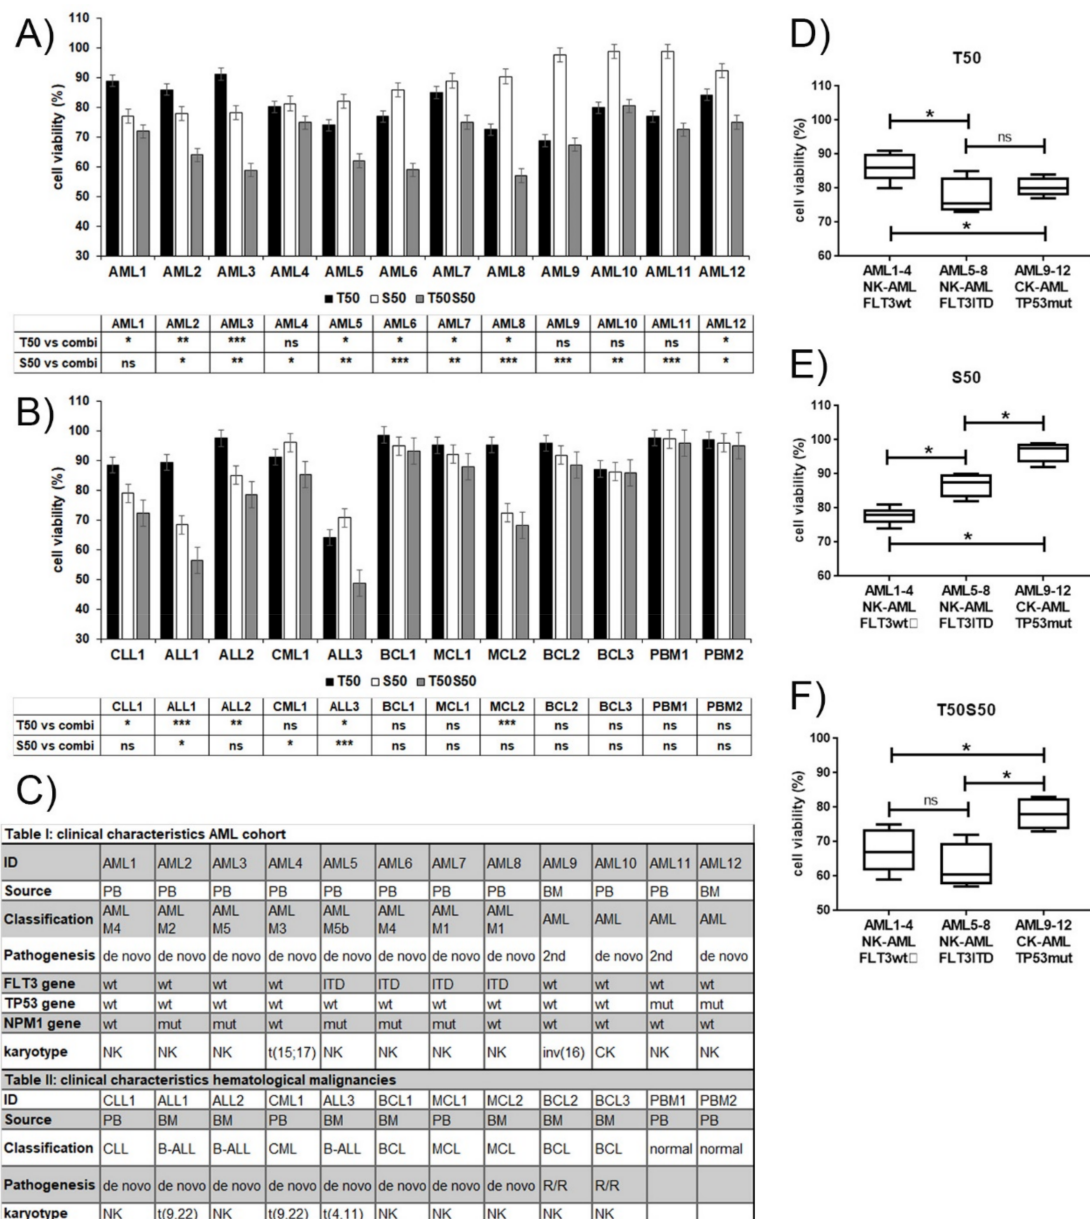 A)
110
100
90
80
70
60
50
40
30
cell viability (%)
AML1 AML2 AML3 AML4 AML5 AML6 AML7 AML8 AML9 AML10 AML11 AML12
T50 S50 T50S50
AML1 AML2 AML3 AML4 AML5 AML6 AML7 AML8 AML9 AML10 AML11 AML12
T50 vs combi * ** *** ns * * * * ns ns ns *
S50 vs combi ns * ** * ** *** ** *** *** ** *** *
B)
110
100
90
80
70
60
50
40
30
cell viability (%)
CLL1 ALL1 ALL2 CML1 ALL3 BCL1 MCL1 MCL2 BCL2 BCL3 PBM1 PBM2
T50 S50 T50S50
CLL1 ALL1 ALL2 CML1 ALL3 BCL1 MCL1 MCL2 BCL2 BCL3 PBM1 PBM2
T50 vs combi * *** ** ns * ns ns *** ns ns ns ns
S50 vs combi ns * ns * *** ns ns ns ns ns ns ns
C)
Table I: clinical characteristics AML cohort
ID AML1 AML2 AML3 AML4 AML5 AML6 AML7 AML8 AML9 AML10 AML11 AML12
Source PB PB PB PB PB PB PB PB BM PB PB BM
Classification AML M4 AML M2 AML M5 AML M3 AML M5b AML M4 AML M1 AML M1 AML AML AML AML
Pathogenesis de novo de novo de novo de novo de novo de novo de novo de novo 2nd de novo 2nd de novo
FLT3 gene wt wt wt wt ITD ITD ITD ITD wt wt wt wt
TP53 gene wt wt wt wt wt wt wt wt wt wt mut mut
NPM1 gene wt mut mut wt mut mut mut wt wt wt wt wt
karyotype NK NK NK t(15;17) NK NK NK NK inv(16) CK NK NK
Table II: clinical characteristics hematological malignancies
ID CLL1 ALL1 ALL2 CML1 ALL3 BCL1 MCL1 MCL2 BCL2 BCL3 PBM1 PBM2
Source PB BM BM PB BM BM PB BM BM BM PB PB
Classification CLL B-ALL B-ALL CML B-ALL BCL MCL MCL BCL BCL normal normal
Pathogenesis de novo de novo de novo de novo de novo de novo de novo de novo R/R R/R
karyotype NK t(9,22) NK t(9,22) t(4,11) NK NK NK NK NK
D)
T50
110
100
90
80
70
60
cell viability (%)
*
ns
*
AML1-4 AML5-8 AML9-12
NK-AML NK-AML CK-AML
FLT3wt FLT3ITD TP53mut
E)
S50
110
100
90
80
70
60
cell viability (%)
*
*
*
AML1-4 AML5-8 AML9-12
NK-AML NK-AML CK-AML
FLT3wt□ FLT3ITD TP53mut
F)
T50S50
100
90
80
70
60
50
cell viability (%)
*
*
ns
AML1-4 AML5-8 AML9-12
NK-AML NK-AML CK-AML
FLT3wt□ FLT3ITD TP53mut